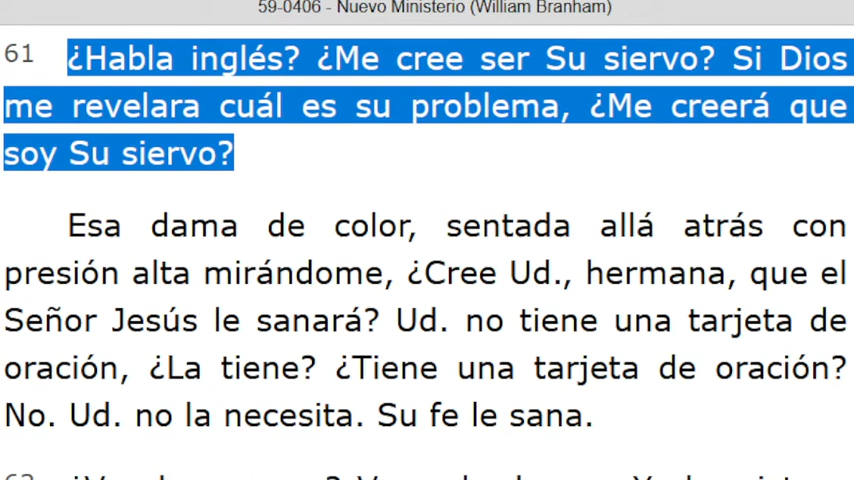 59-0406 - Nuevo Ministerio (William Branham)
61 ¿Habla inglés? ¿Me cree ser Su siervo? Si Dios
me revelara cuál es su problema, ¿Me creerá que
soy Su siervo?
Esa dama de color, sentada allá atrás con
presión alta mirándome, ¿Cree Ud., hermana, que el
Señor Jesús le sanará? Ud. no tiene una tarjeta de
oración, ¿La tiene? ¿Tiene una tarjeta de oración?
No. Ud. no la necesita. Su fe le sana.